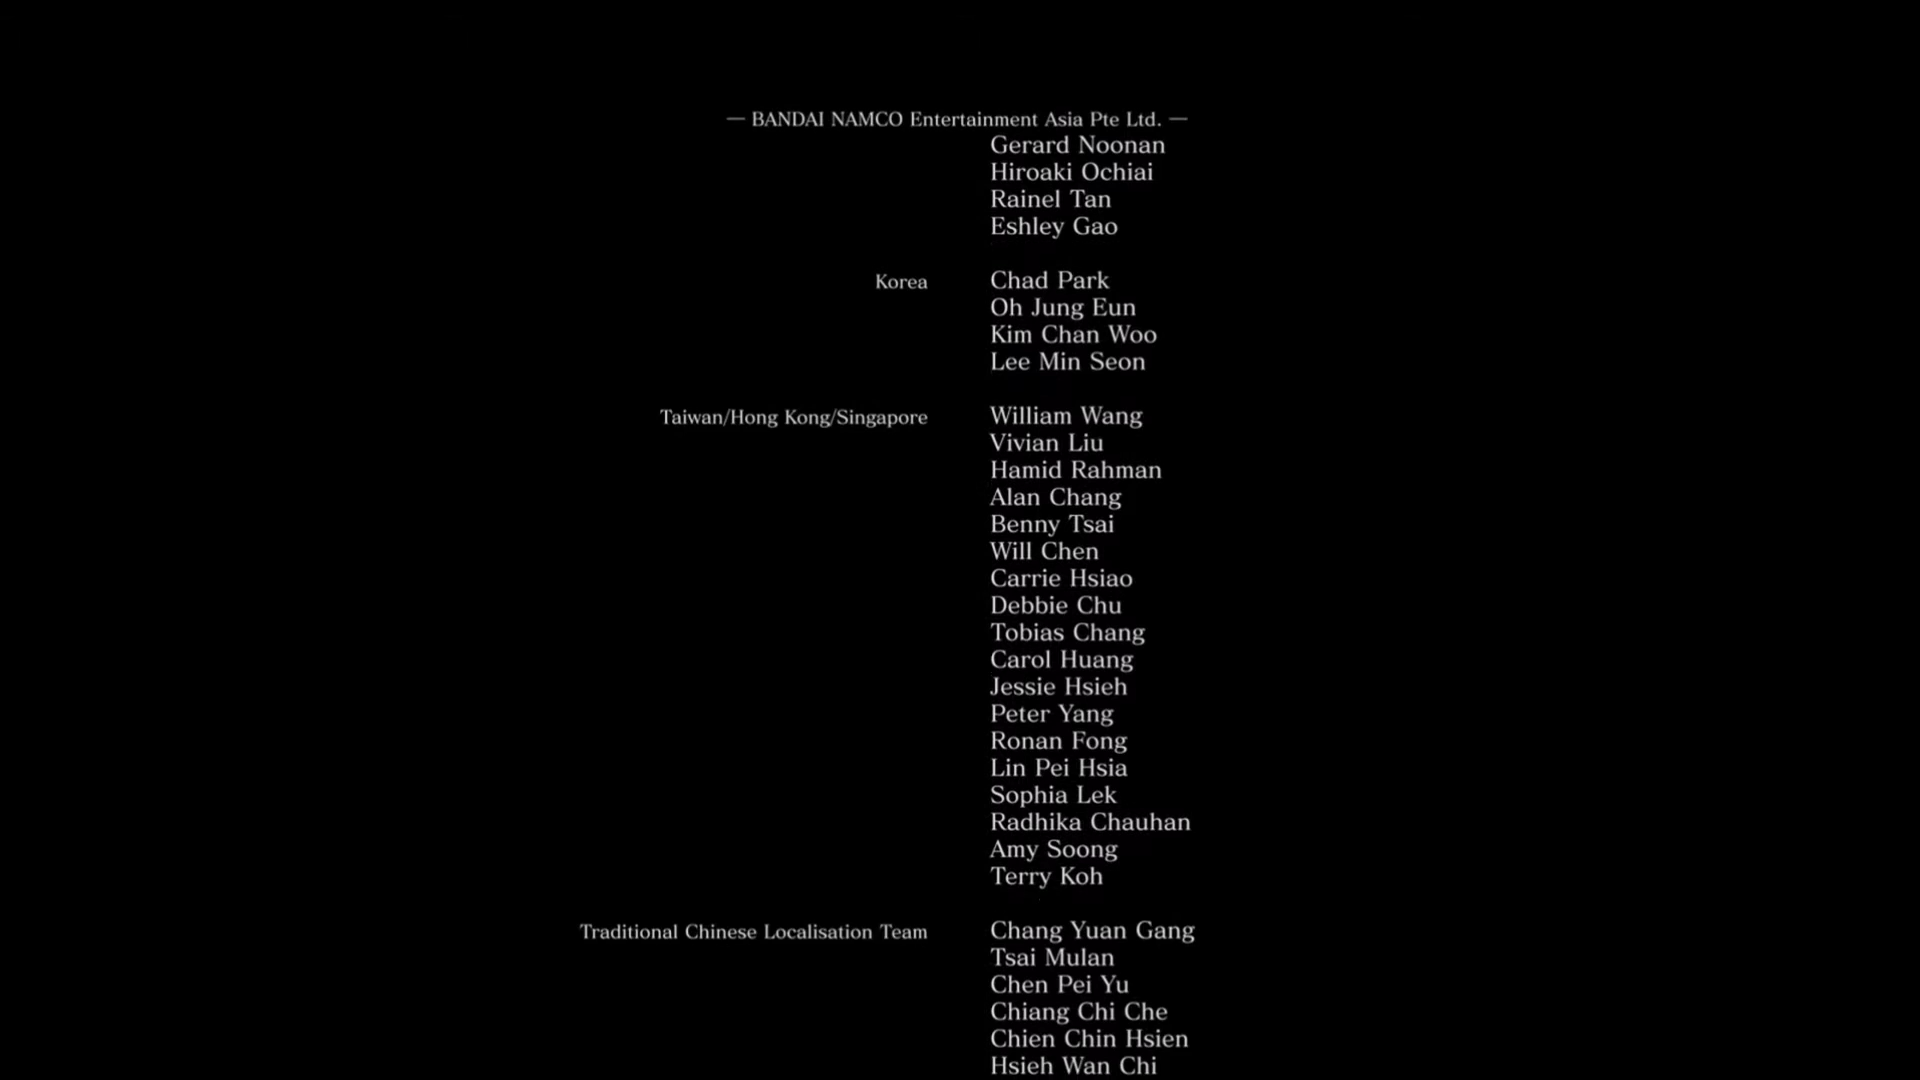 — BANDAI NAMCO Entertainment Asia Pte Ltd. —
Gerard Noonan
Hiroaki Ochiai
Rainel Tan
Eshley Gao
Korea Chad Park
Oh Jung Eun
Kim Chan Woo
Lee Min Seon
Taiwan/Hong Kong/Singapore William Wang
Vivian Liu
Hamid Rahman
Alan Chang
Benny Tsai
Will Chen
Carrie Hsiao
Debbie Chu
Tobias Chang
Carol Huang
Jessie Hsieh
Peter Yang
Ronan Fong
Lin Pei Hsia
Sophia Lek
Radhika Chauhan
Amy Soong
Terry Koh
Traditional Chinese Localisation Team Chang Yuan Gang
Tsai Mulan
Chen Pei Yu
Chiang Chi Che
Chien Chin Hsien
Hsieh Wan Chi